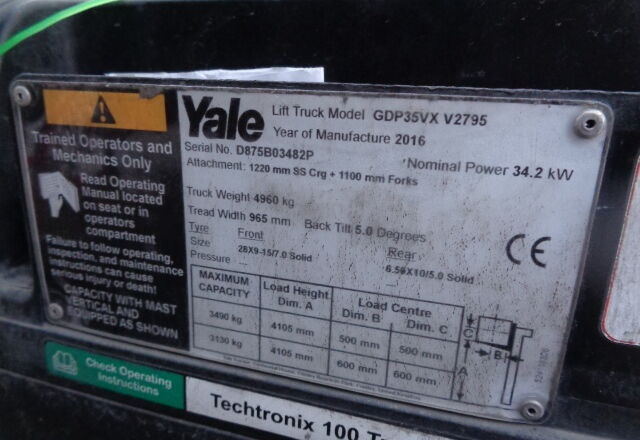 Yale
Lift Truck Model GDP35VX V2795
Year of Manufacture 2016
Serial No. D875B03482P
Nominal Power 34.2 kW
Attachment: 1220 mm SS Crg + 1100 mm Forks
Truck Weight 4960 kg
Tread Width 965 mm Back Tilt 5.0 Degrees
Tyre Front Rear
Size 28X9-15/7.0 Solid 6.50X10/5.0 Solid
Pressure — —
MAXIMUM CAPACITY
Load Height Dim. A
Load Centre
Dim. B Dim. C
3490 kg 4105 mm 500 mm 500 mm
3130 kg 4105 mm 600 mm 600 mm
C
B
A
CE
Trained Operators and
Mechanics Only
Read Operating
Manual located
on seat or in
operators
compartment
Failure to follow operating,
inspection, and maintenance
instructions can cause
serious injury or death!
CAPACITY WITH MAST
VERTICAL AND
EQUIPPED AS SHOWN
Check Operating
Instructions
Techtronix 100